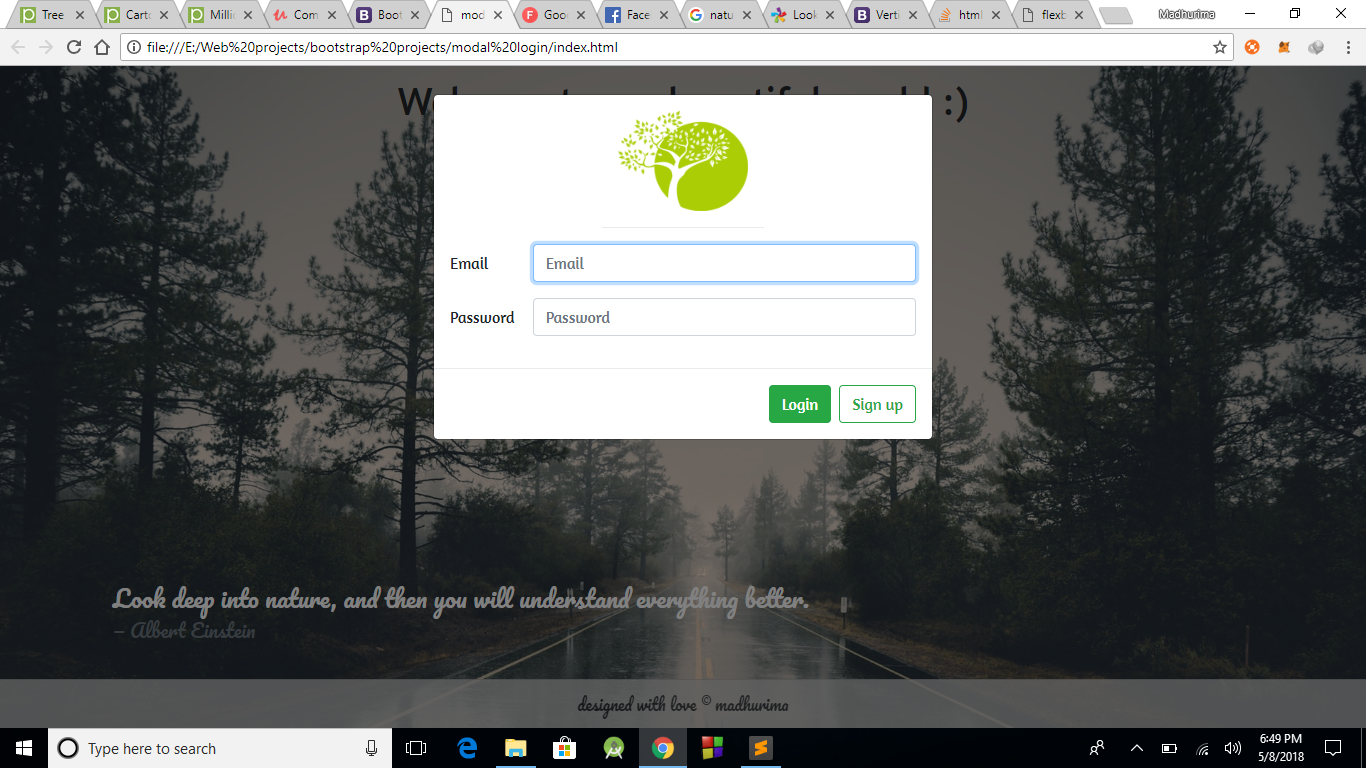 Tree
Carto
Millio
Com
Boot
mod
Goo
Face
natu
Look
Verti
html
flexb
Madhurima
file:///E:/Web%20projects/bootstrap%20projects/modal%20login/index.html
:)
Email
Email
Password
Password
Login
Sign up
Look deep into nature, and then you will understand everything better.
— Albert Einstein
designed with love © madhurima
Type here to search
6:49 PM
5/8/2018